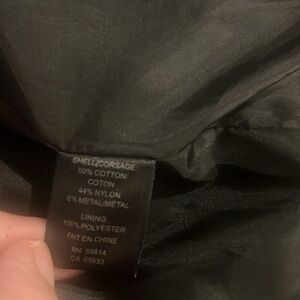 SHELL/CORSAGE
50% COTTON/
COTON
44% NYLON
6% METAL/METAL
LINING:
100% POLYESTER
FAIT EN CHINE
RN 69814
CA 05633